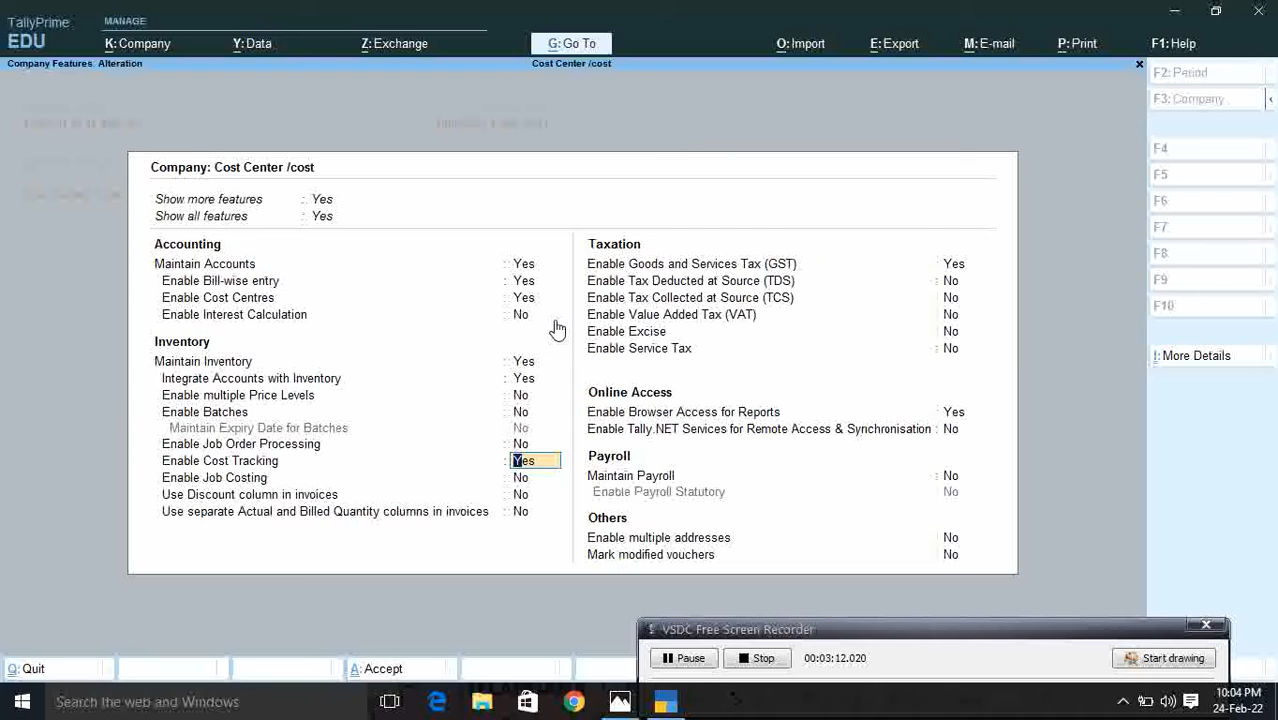 TallyPrime
EDU
MANAGE
K: Company
Y: Data
Z: Exchange
G: Go To
O: Import
E: Export
M: E-mail
P: Print
F1: Help
Company Features Alteration
Cost Center /cost
F2: Period
F3: Company
F4
F5
F6
F7
F8
F9
F10
I: More Details
Company: Cost Center /cost
Show more features : Yes
Show all features : Yes
Accounting
Maintain Accounts : Yes
Enable Bill-wise entry : Yes
Enable Cost Centres : Yes
Enable Interest Calculation : No
Inventory
Maintain Inventory : Yes
Integrate Accounts with Inventory : Yes
Enable multiple Price Levels : No
Enable Batches : No
Maintain Expiry Date for Batches : No
Enable Job Order Processing : No
Enable Cost Tracking : Yes
Enable Job Costing : No
Use Discount column in invoices : No
Use separate Actual and Billed Quantity columns in invoices : No
Taxation
Enable Goods and Services Tax (GST) : Yes
Enable Tax Deducted at Source (TDS) : No
Enable Tax Collected at Source (TCS) : No
Enable Value Added Tax (VAT) : No
Enable Excise : No
Enable Service Tax : No
Online Access
Enable Browser Access for Reports : Yes
Enable Tally.NET Services for Remote Access & Synchronisation : No
Payroll
Maintain Payroll : No
Enable Payroll Statutory : No
Others
Enable multiple addresses : No
Mark modified vouchers : No
VSDC Free Screen Recorder
Pause
Stop
00:03:12.020
Start drawing
Q: Quit
A: Accept
Search the web and Windows
10:04 PM
24-Feb-22